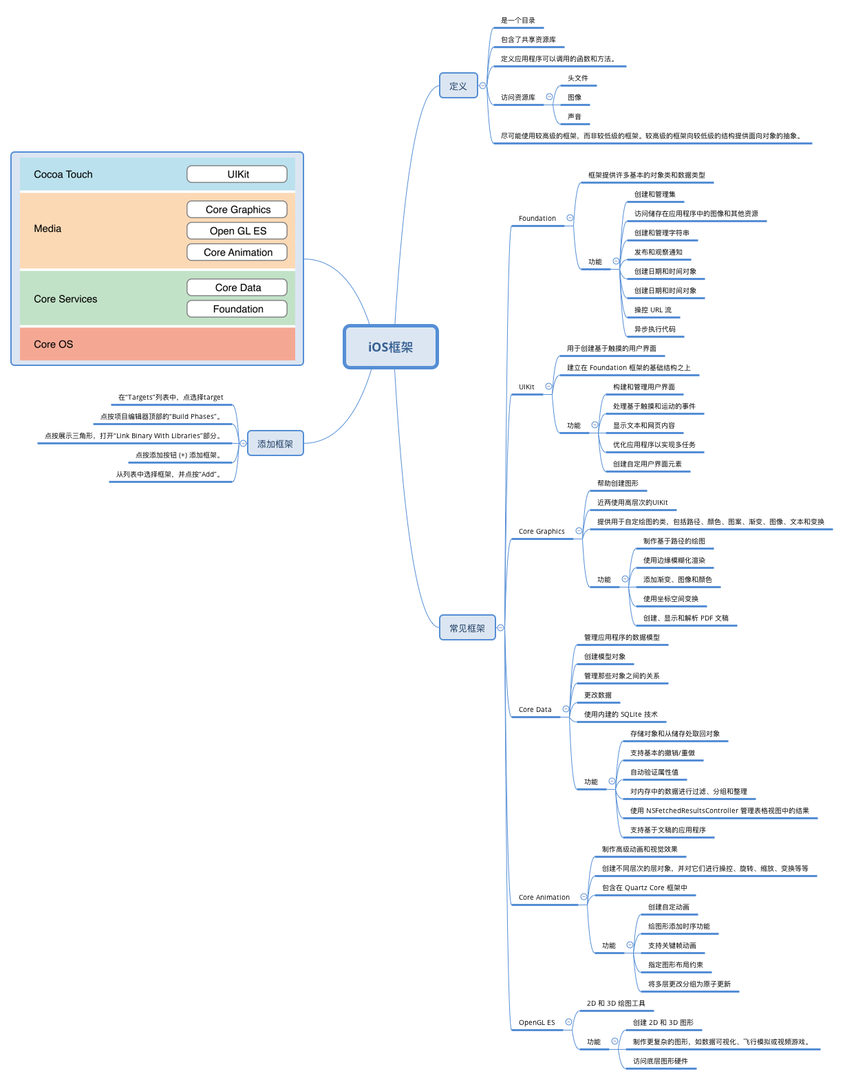 iOS框架
定义
是一个目录
包含了共享资源库
定义应用程序可以调用的函数和方法。
访问资源库
头文件
图像
声音
尽可能使用较高级的框架，而非较低级的框架。较高级的框架向较低级的结构提供面向对象的抽象。
Cocoa Touch
UIKit
Media
Core Graphics
Open GL ES
Core Animation
Core Services
Core Data
Foundation
Core OS
添加框架
在“Targets”列表中，点选择target
点按项目编辑器顶部的“Build Phases”。
点按展示三角形，打开“Link Binary With Libraries”部分。
点按添加按钮 (+) 添加框架。
从列表中选择框架，并点按“Add”。
常见框架
Foundation
框架提供许多基本的对象类和数据类型
功能
创建和管理集
访问储存在应用程序中的图像和其他资源
创建和管理字符串
发布和观察通知
创建日期和时间对象
创建日期和时间对象
操控 URL 流
异步执行代码
UIKit
用于创建基于触摸的用户界面
建立在 Foundation 框架的基础结构之上
功能
构建和管理用户界面
处理基于触摸和运动的事件
显示文本和网页内容
优化应用程序以实现多任务
创建自定用户界面元素
Core Graphics
帮助创建图形
近两使用高层次的UIKit
提供用于自定绘图的类，包括路径、颜色、图案、渐变、图像、文本和变换
功能
制作基于路径的绘图
使用边缘模糊化渲染
添加渐变、图像和颜色
使用坐标空间变换
创建、显示和解析 PDF 文稿
Core Data
管理应用程序的数据模型
创建模型对象
管理那些对象之间的关系
更改数据
使用内建的 SQLite 技术
功能
存储对象和从储存处取回对象
支持基本的撤销/重做
自动验证属性值
对内存中的数据进行过滤、分组和整理
使用 NSFetchedResultsController 管理表格视图中的结果
支持基于文稿的应用程序
Core Animation
制作高级动画和视觉效果
创建不同层次的层对象，并对它们进行操控、旋转、缩放、变换等等
包含在 Quartz Core 框架中
功能
创建自定动画
给图形添加时序功能
支持关键帧动画
指定图形布局约束
将多层更改分组为原子更新
OpenGL ES
2D 和 3D 绘图工具
功能
创建 2D 和 3D 图形
制作更复杂的图形，如数据可视化、飞行模拟或视频游戏。
访问底层图形硬件